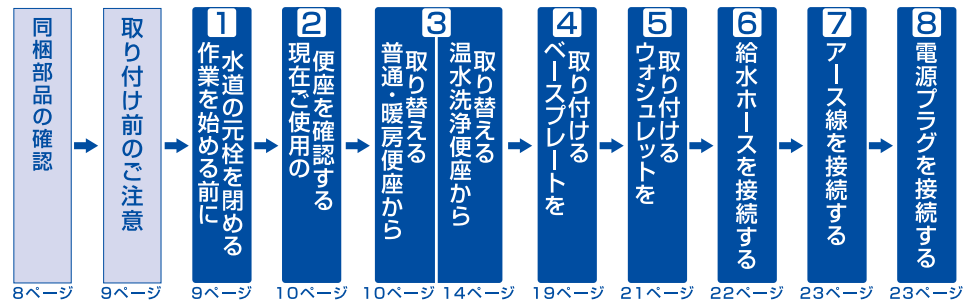 同梱部品の確認
8ページ
取り付け前のご注意
9ページ
1
作業を始める前に
水道の元栓を閉める
9ページ
2
現在ご使用の
便座を確認する
10ページ
3
普通・暖房便座から
取り替える
10ページ
温水洗浄便座から
取り替える
14ページ
4
ベースプレートを
取り付ける
19ページ
5
ウォシュレットを
取り付ける
21ページ
6
給水ホースを接続する
22ページ
7
アース線を接続する
23ページ
8
電源プラグを接続する
23ページ